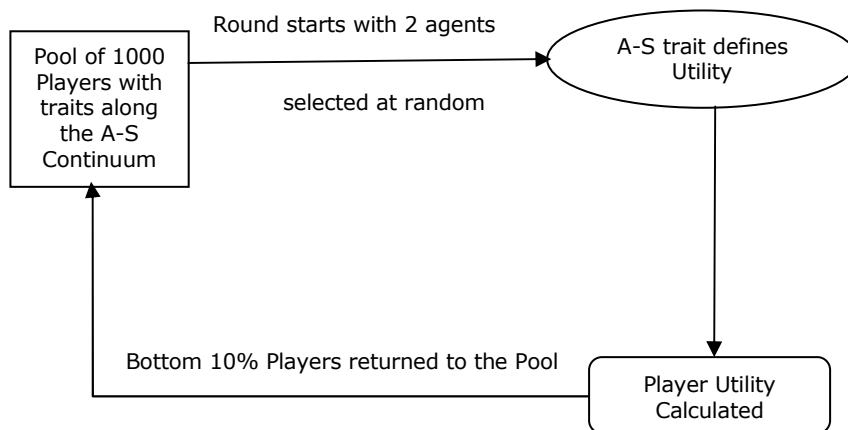 Pool of 1000
Players with
traits along
the A-S
Continuum
Round starts with 2 agents
selected at random
A-S trait defines
Utility
Player Utility
Calculated
Bottom 10% Players returned to the Pool